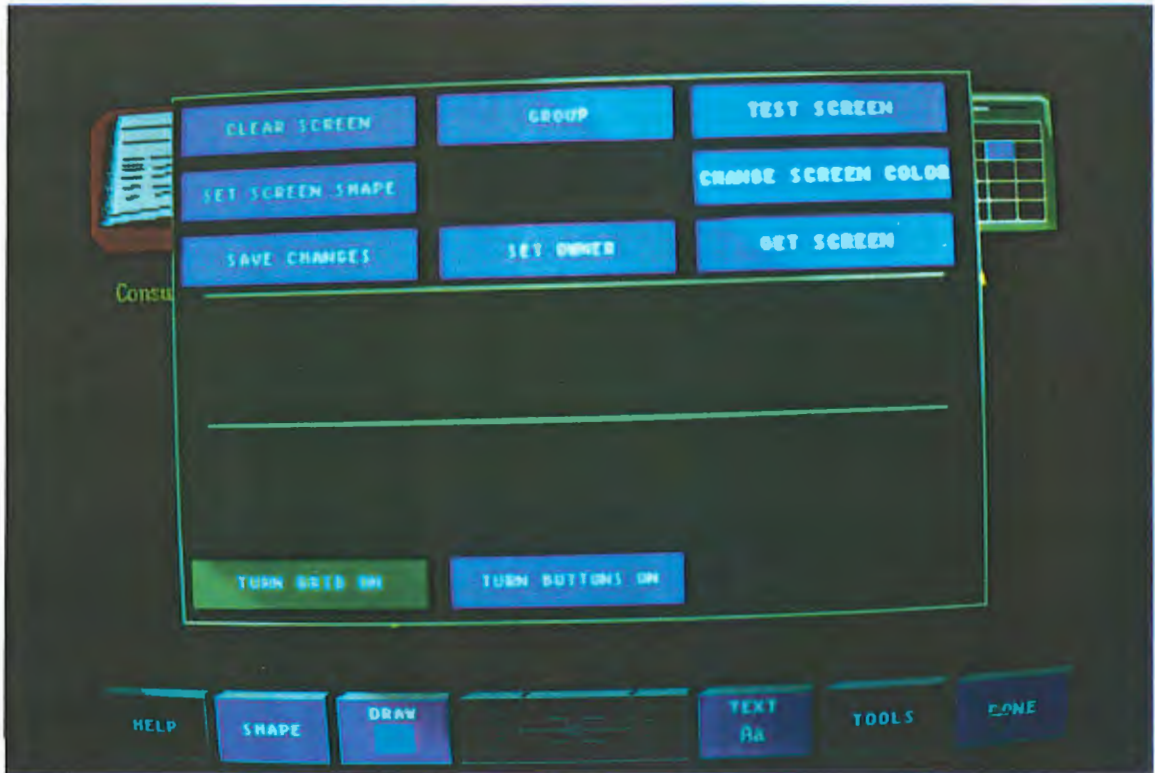 CLEAR SCREEN
GROUP
TEST SCREEN
SET SCREEN SHAPE
CHANGE SCREEN COLOR
SAVE CHANGES
SET OWNER
GET SCREEN
Consu
TURN GRID ON
TURN BUTTONS ON
HELP
SHAPE
DRAW
TEXT
Aa
TOOLS
DONE